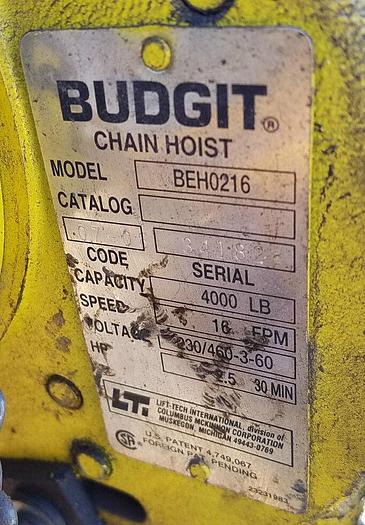 BUDGIT®
CHAIN HOIST
MODEL BEH0216
CATALOG
CODE SERIAL
CAPACITY 4000 LB
SPEED 16 FPM
VOLTAGE 230/460-3-60
HP .5 30 MIN
LT. LIFT-TECH INTERNATIONAL, division of
COLUMBUS MCKINNON CORPORATION
MUSKEGON, MICHIGAN 49443-0769
U.S. PATENT 4,749,067
FOREIGN PAT. PENDING
23231983